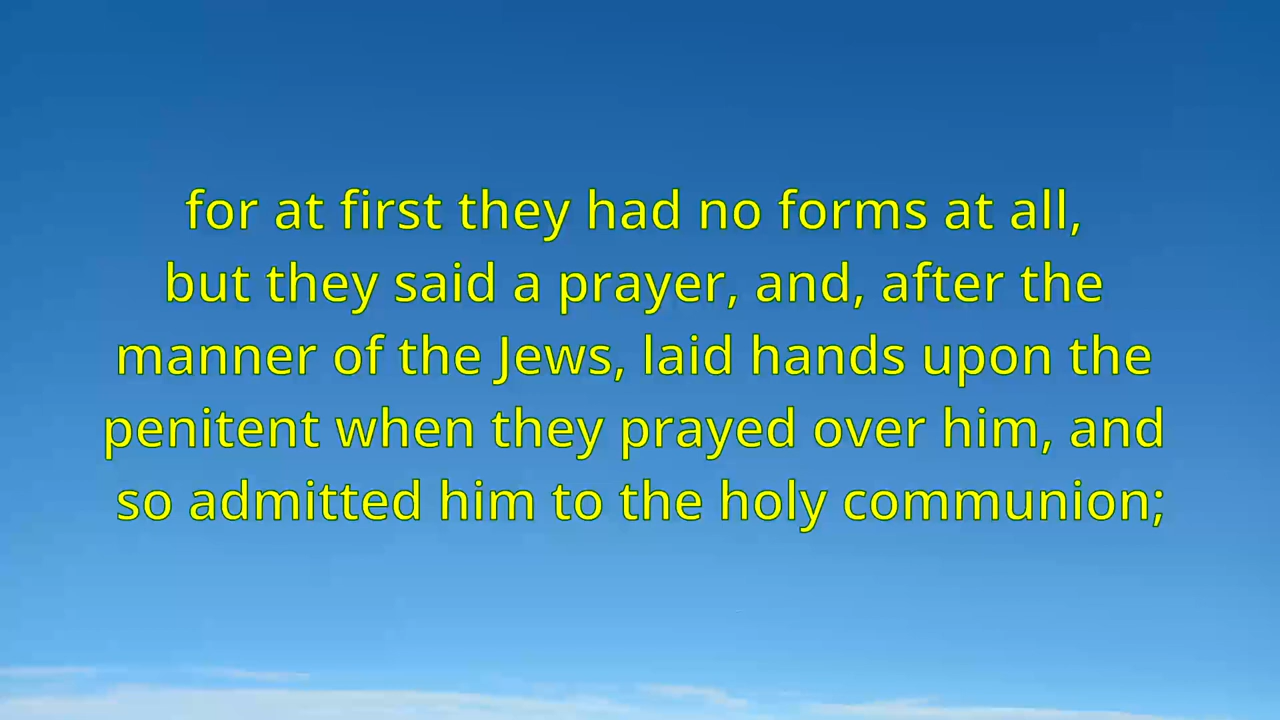 for at first they had no forms at all,
but they said a prayer, and, after the
manner of the Jews, laid hands upon the
penitent when they prayed over him, and
so admitted him to the holy communion;